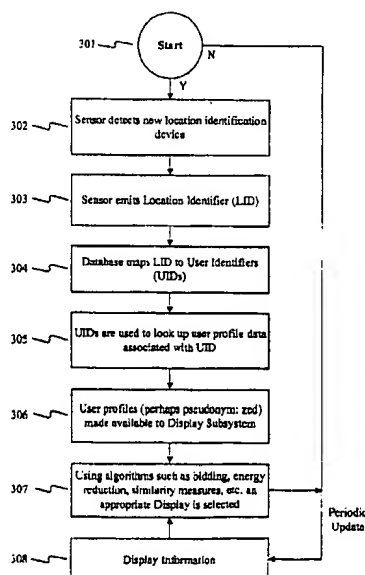 301
Start
N
Y
302
Sensor detects new location identification
device
303
Sensor emits Location Identifier (LID)
304
Database maps LID to User Identifiers
(UIDs)
305
UIDs are used to look up user profile data
associated with UID
306
User profiles (perhaps pseudonym: zed)
made available to Display Subsystem
307
Using algorithms such as bidding, energy
reduction, similarity measures, etc. an
appropriate Display is selected
Periodic
Update
308
Display Information